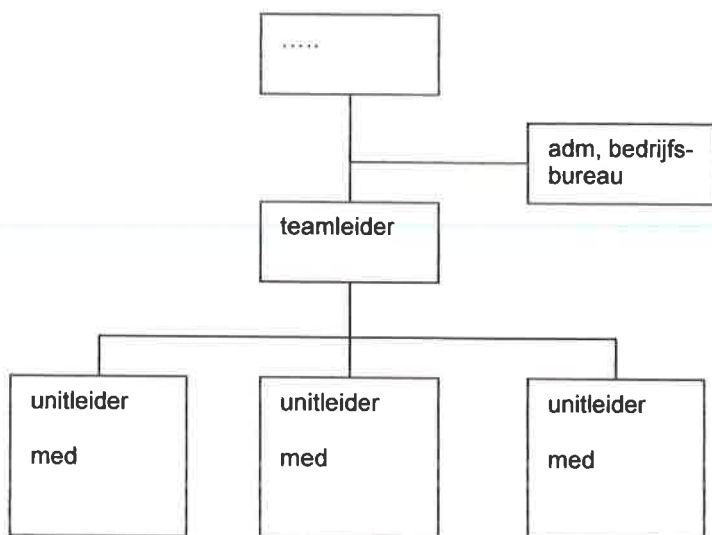 .....
adm, bedrijfs-
bureau
teamleider
unitleider
med
unitleider
med
unitleider
med